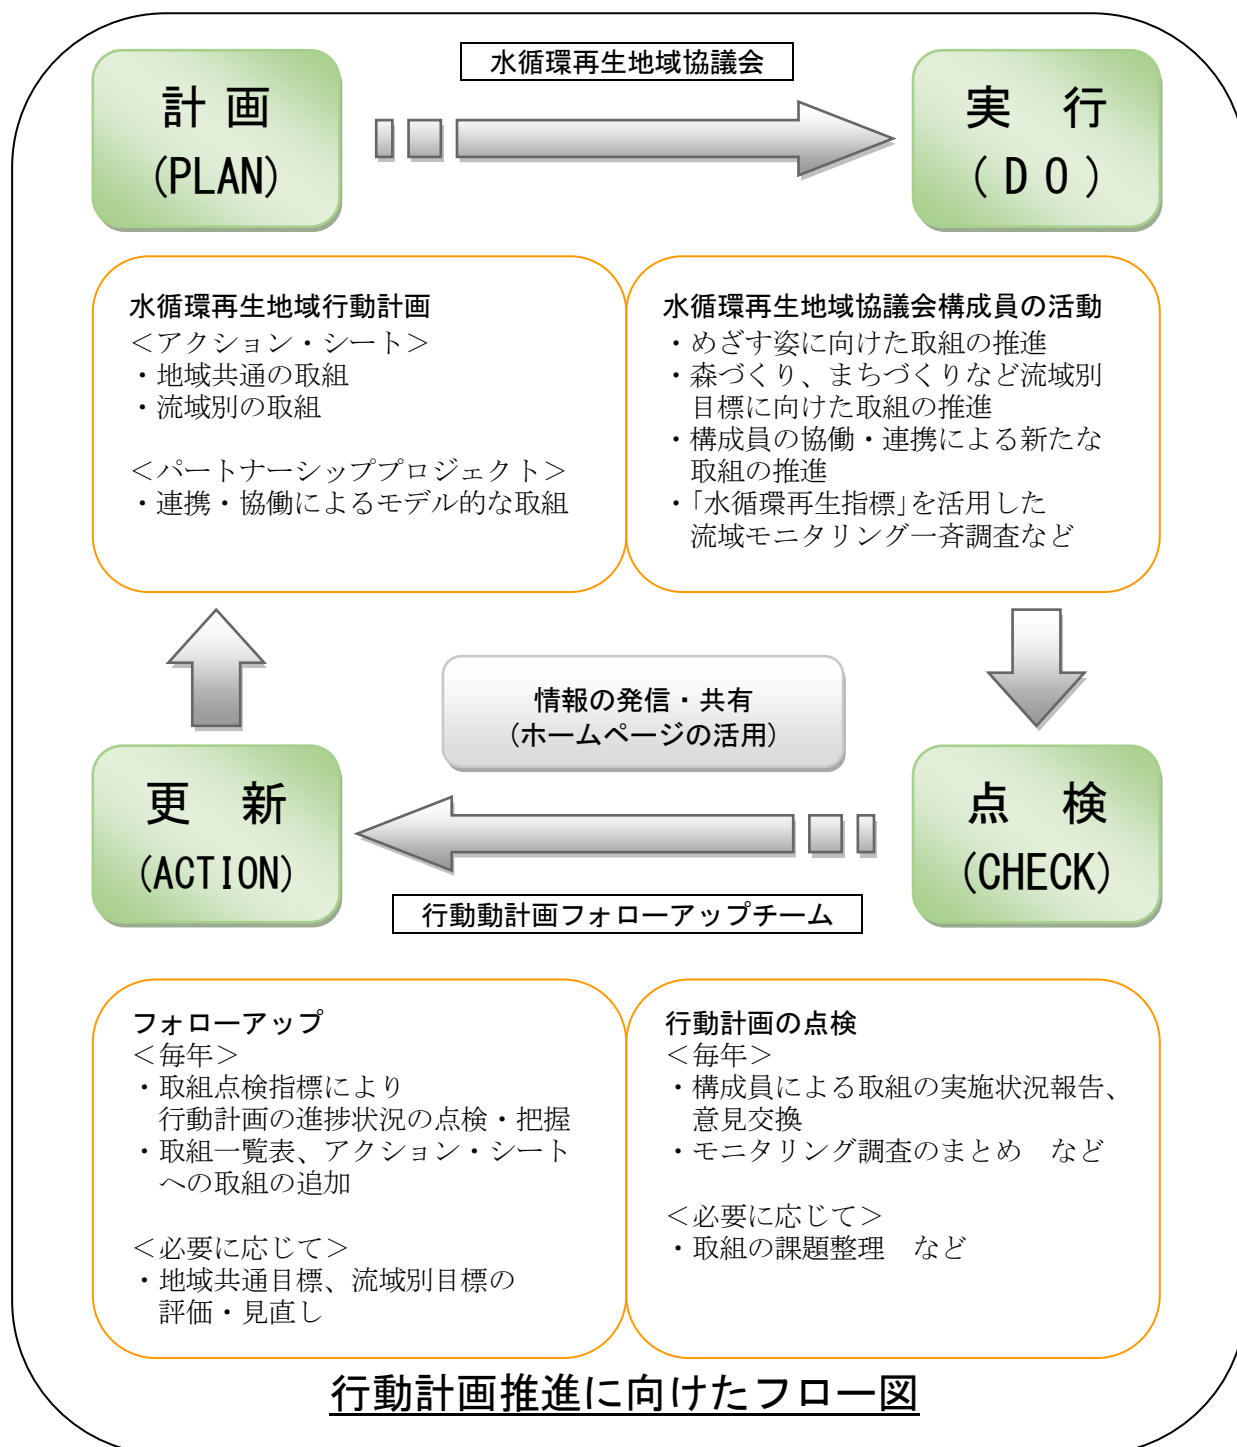 水循環再生地域協議会
計画
(PLAN)
実　行
(ＤＯ)
水循環再生地域行動計画
＜アクション・シート＞
・地域共通の取組
・流域別の取組
＜パートナーシッププロジェクト＞
・連携・協働によるモデル的な取組
水循環再生地域協議会構成員の活動
・めざす姿に向けた取組の推進
・森づくり、まちづくりなど流域別
目標に向けた取組の推進
・構成員の協働・連携による新たな
取組の推進
・「水循環再生指標」を活用した
流域モニタリング一斉調査など
情報の発信・共有
(ホームページの活用)
更　新
(ACTION)
点　検
(CHECK)
行動動計画フォローアップチーム
フォローアップ
＜毎年＞
・取組点検指標により
行動計画の進捗状況の点検・把握
・取組一覧表、アクション・シート
への取組の追加
＜必要に応じて＞
・地域共通目標、流域別目標の
評価・見直し
行動計画の点検
＜毎年＞
・構成員による取組の実施状況報告、
意見交換
・モニタリング調査のまとめ　など
＜必要に応じて＞
・取組の課題整理　など
行動計画推進に向けたフロー図